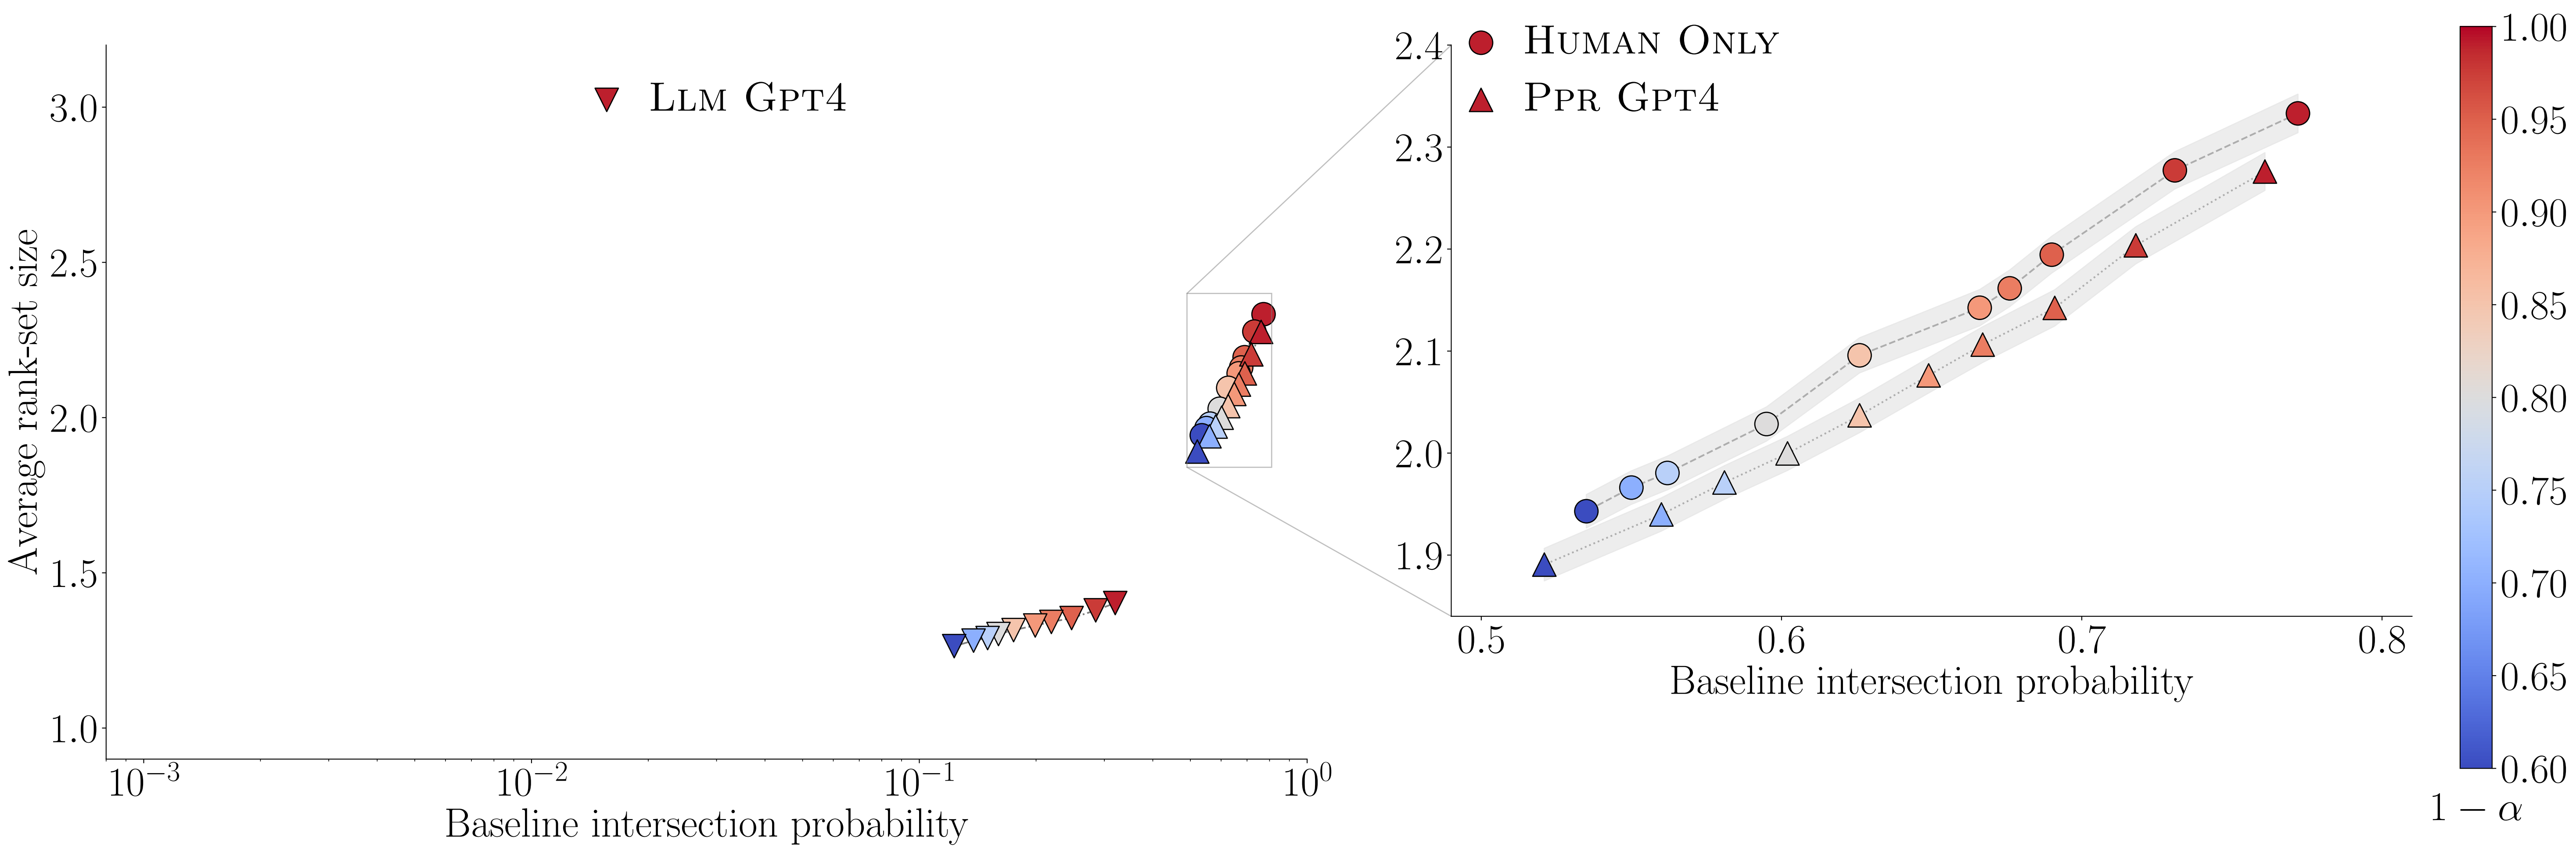 Average rank-set size
3.0
2.5
2.0
1.5
1.0
LLM GPT4
10⁻³ 10⁻² 10⁻¹ 10⁰
Baseline intersection probability
HUMAN ONLY
PPR GPT4
2.4
2.3
2.2
2.1
2.0
1.9
0.5 0.6 0.7 0.8
Baseline intersection probability
1.00
0.95
0.90
0.85
0.80
0.75
0.70
0.65
0.60
1 − α